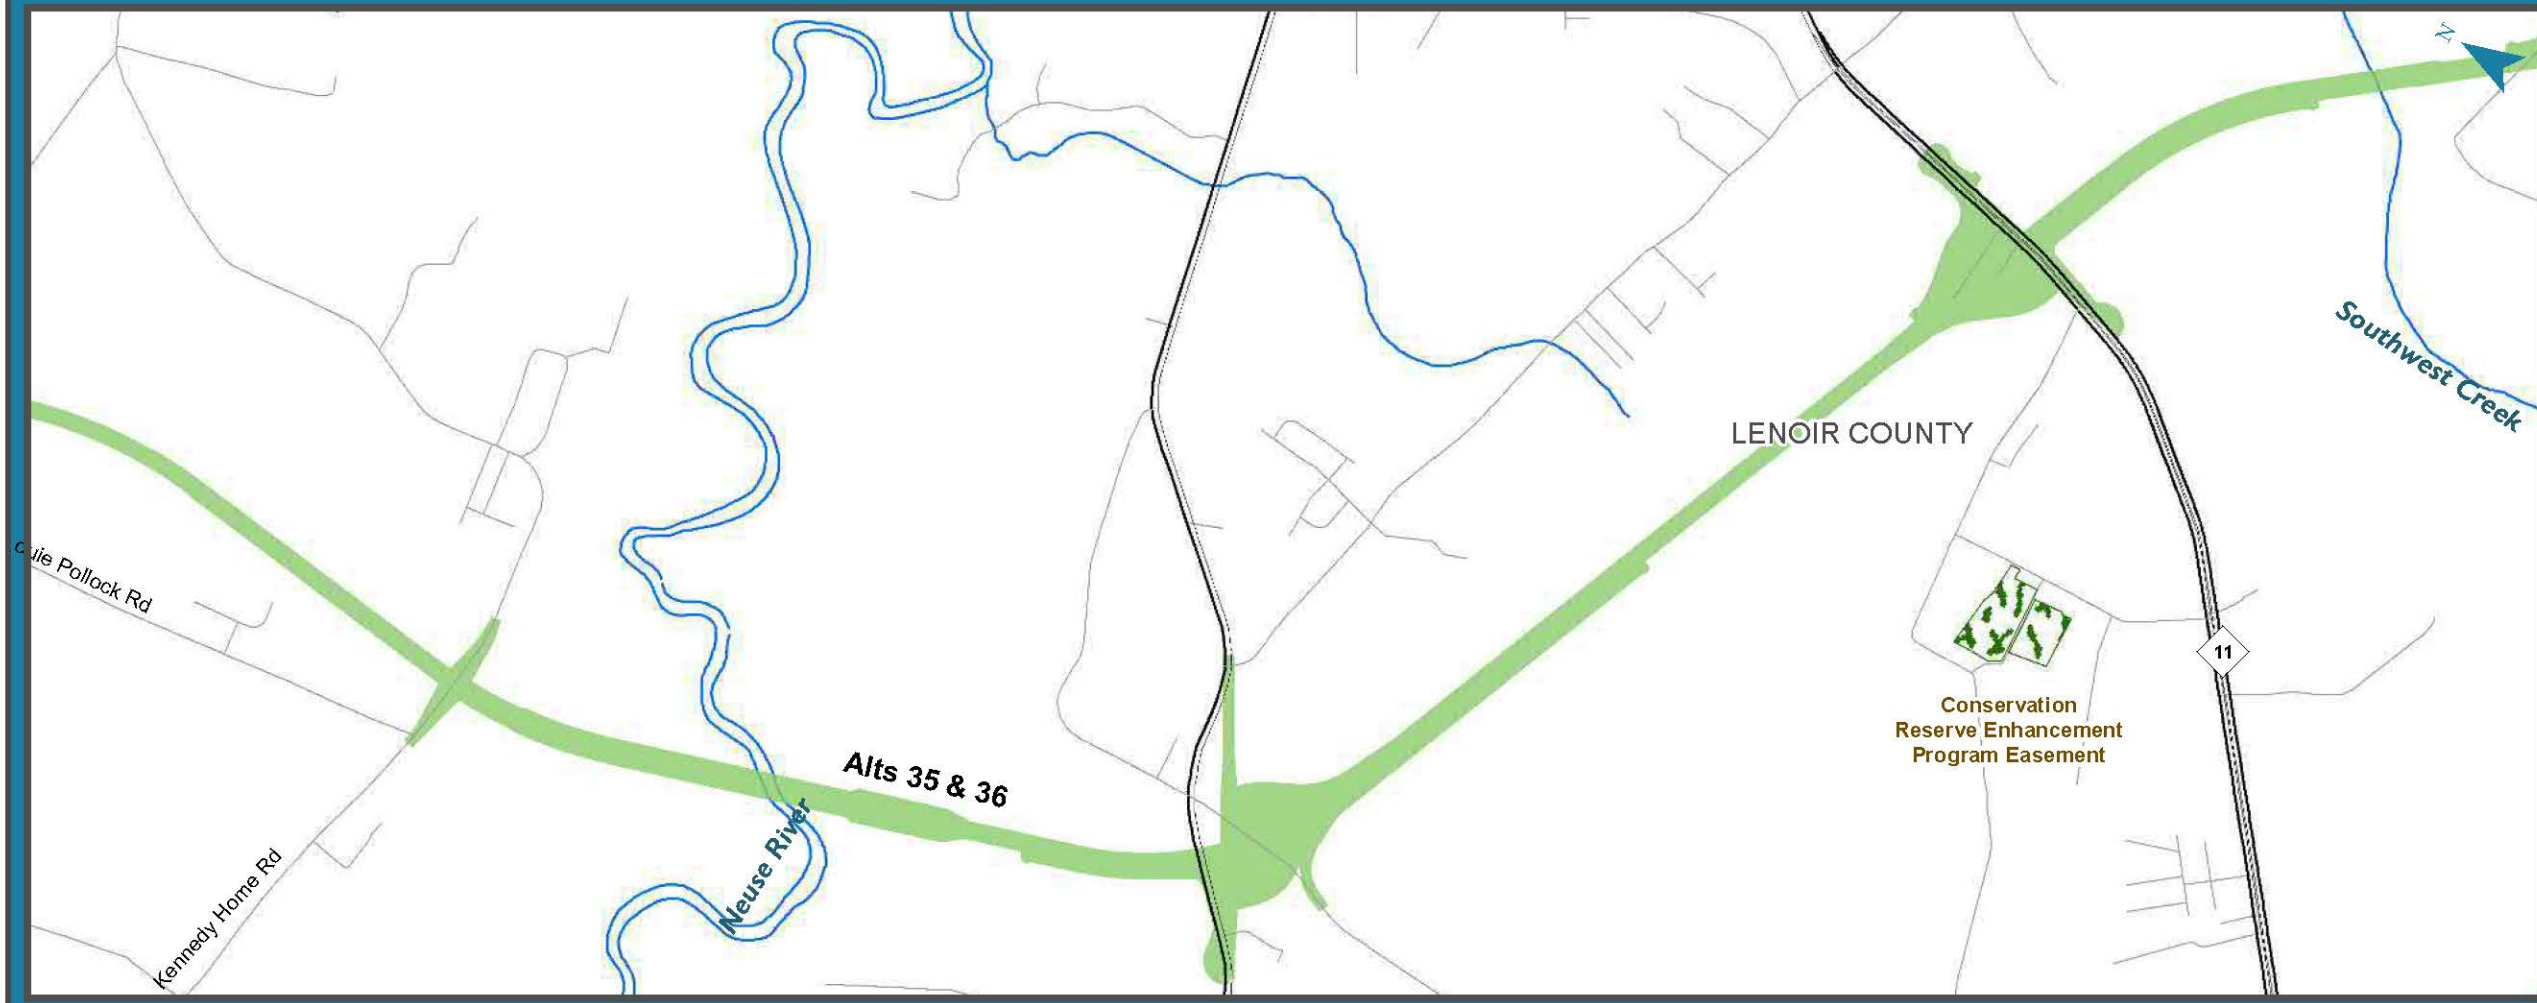 N
Southwest Creek
LENOIR COUNTY
ouie Pollock Rd
11
Conservation
Reserve Enhancement
Program Easement
Alts 35 & 36
Neuse River
Kennedy Home Rd